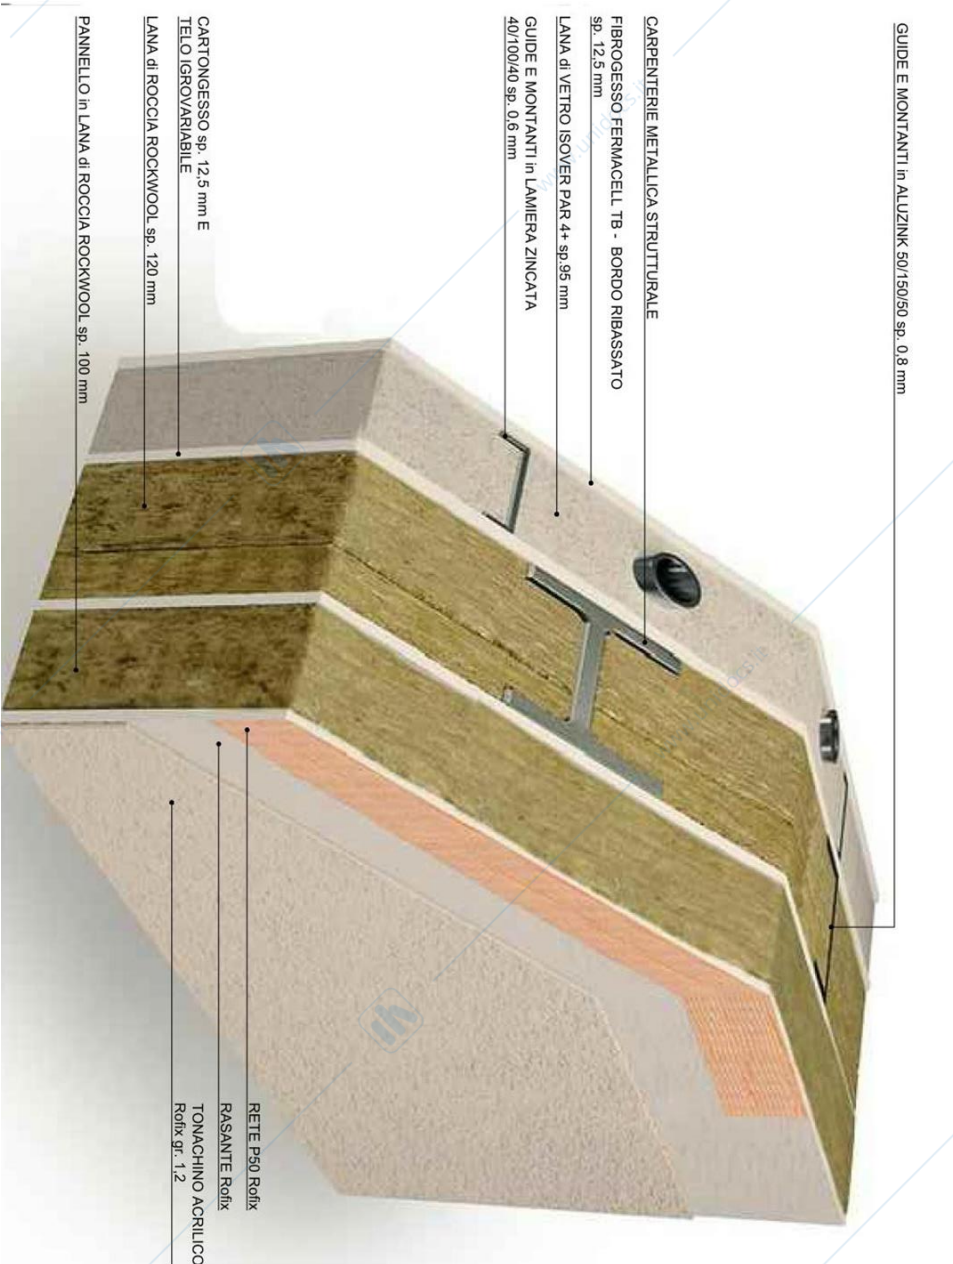 GUIDE E MONTANTI in ALUZINK 50/150/50 sp. 0,8 mm
CARPENTERIE METALLICA STRUTTURALE
FIBROGESSO FERMACELL TB - BORDO RIBASSATO
sp. 12,5 mm
LANA di VETRO ISOVER PAR 4+ sp.95 mm
GUIDE E MONTANTI in LAMIERA ZINCATA
40/100/40 sp. 0,6 mm
CARTONGESSO sp. 12,5 mm E
TELO IGROVARIABILE
LANA di ROCCIA ROCKWOOL sp. 120 mm
PANNELLO in LANA di ROCCIA ROCKWOOL sp. 100 mm
RETE P50 Rofix
RASANTE Rofix
TONACHINO ACRILICO
Rofix gr. 1,2